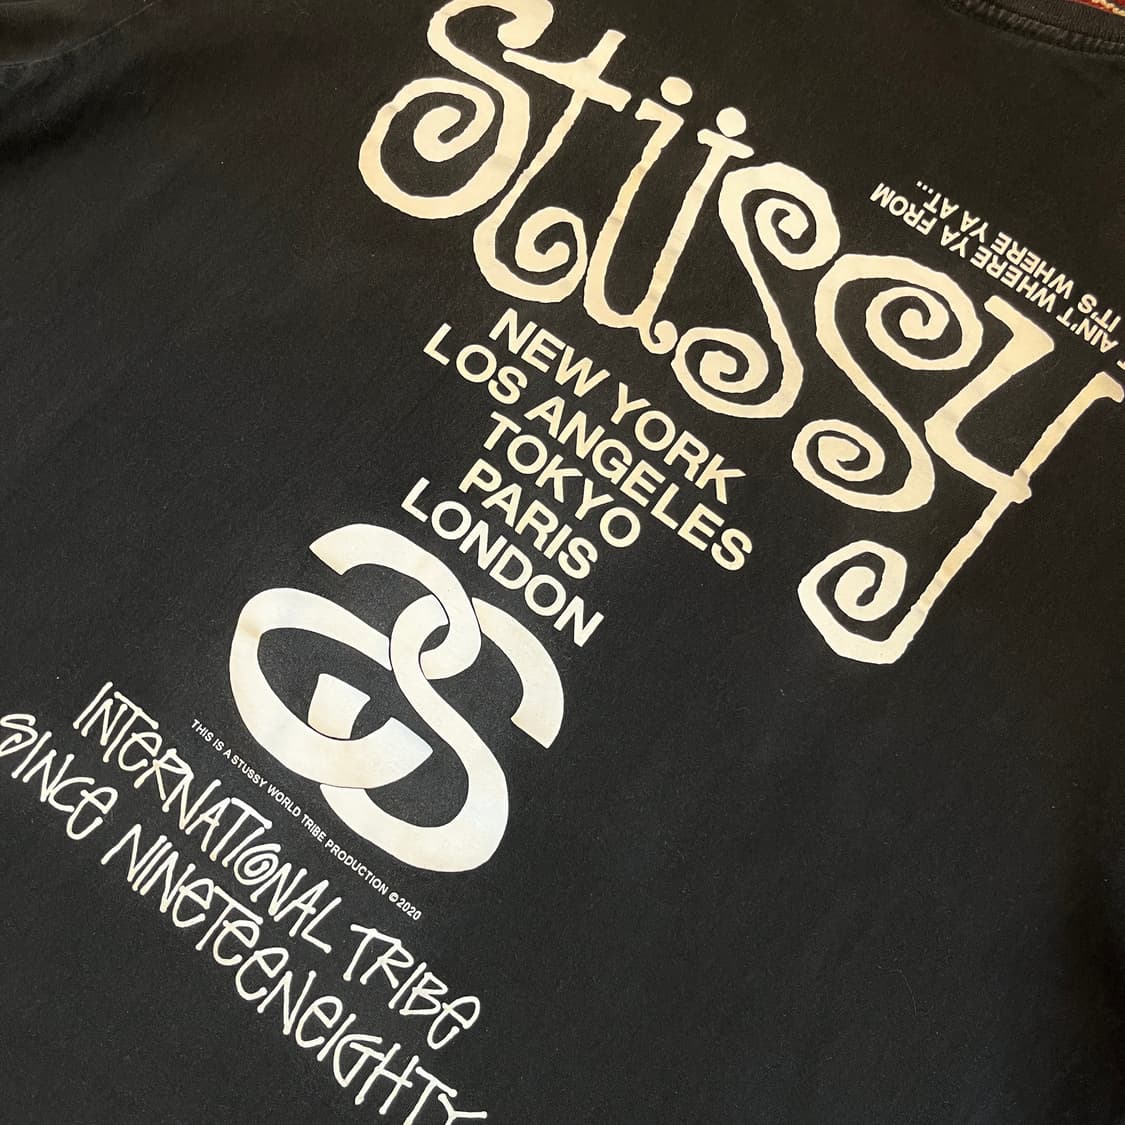 Stüssy
AIN'T WHERE YA FROM
IT'S WHERE YA AT...
NEW YORK
LOS ANGELES
TOKYO
PARIS
LONDON
THIS IS A STUSSY WORLD TRIBE PRODUCTION © 2020
INTERNATIONAL TRIBE
SINCE NINETEENEIGHTY